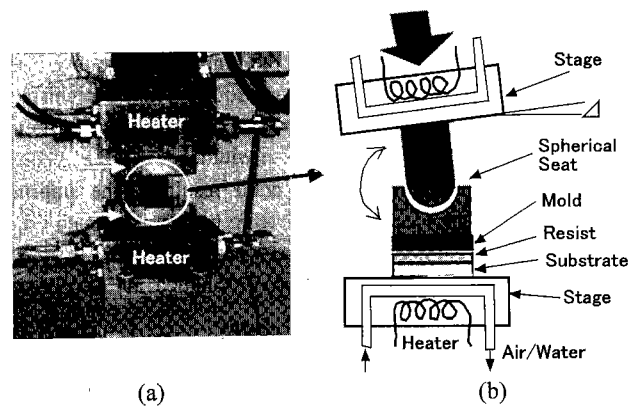 Heater
Heater
(a)
Stage
Spherical
Seat
Mold
Resist
Substrate
Stage
Heater
Air/Water
(b)